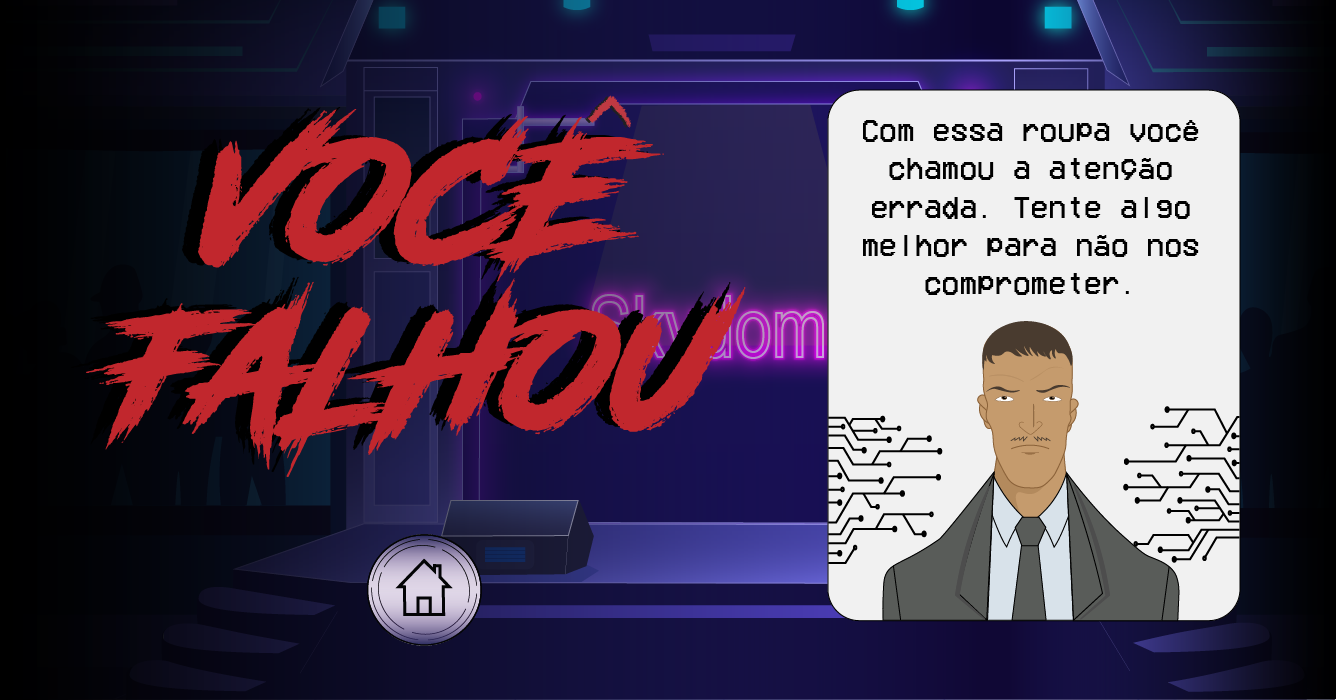 VOCÊ
FALHOU
Skydom
Com essa roupa você
chamou a atenção
errada. Tente algo
melhor para não nos
comprometer.